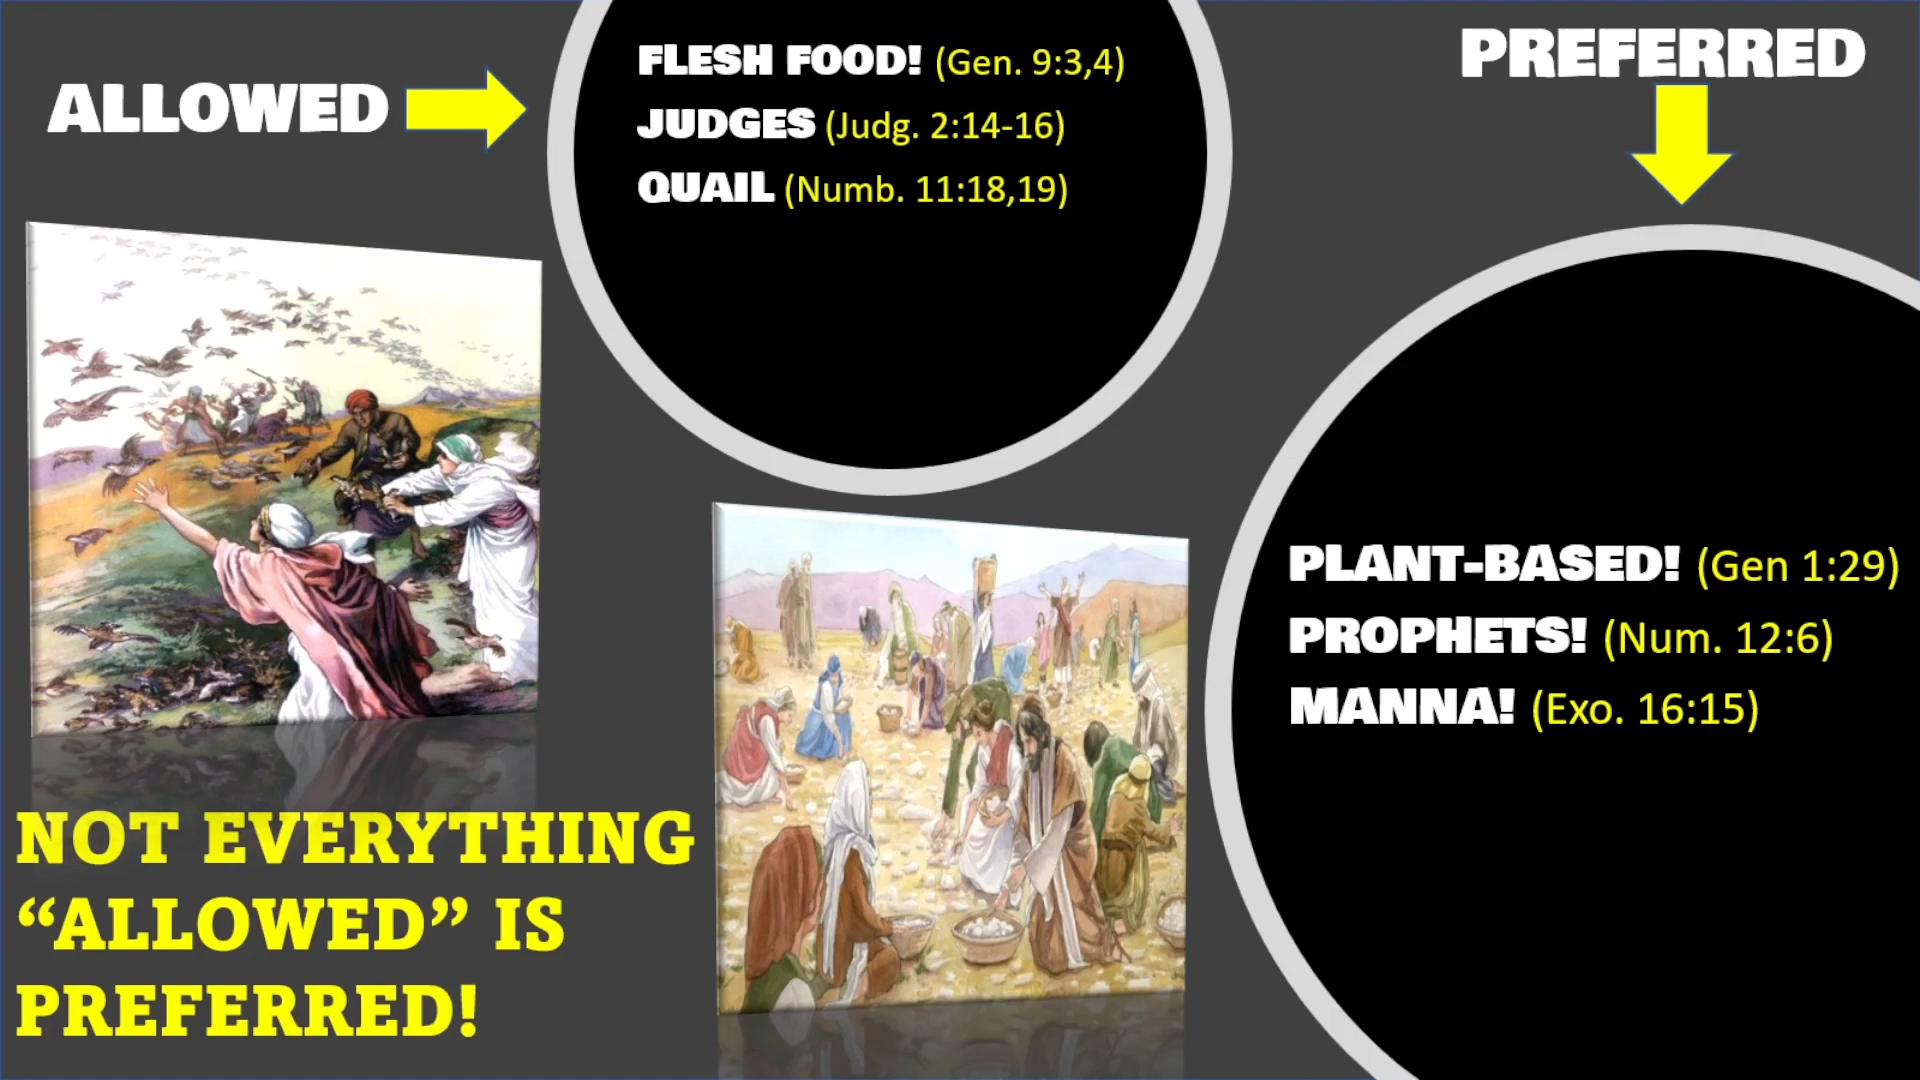 ALLOWED
FLESH FOOD! (Gen. 9:3,4)
JUDGES (Judg. 2:14-16)
QUAIL (Numb. 11:18,19)
PREFERRED
PLANT-BASED! (Gen 1:29)
PROPHETS! (Num. 12:6)
MANNA! (Exo. 16:15)
NOT EVERYTHING
“ALLOWED” IS
PREFERRED!